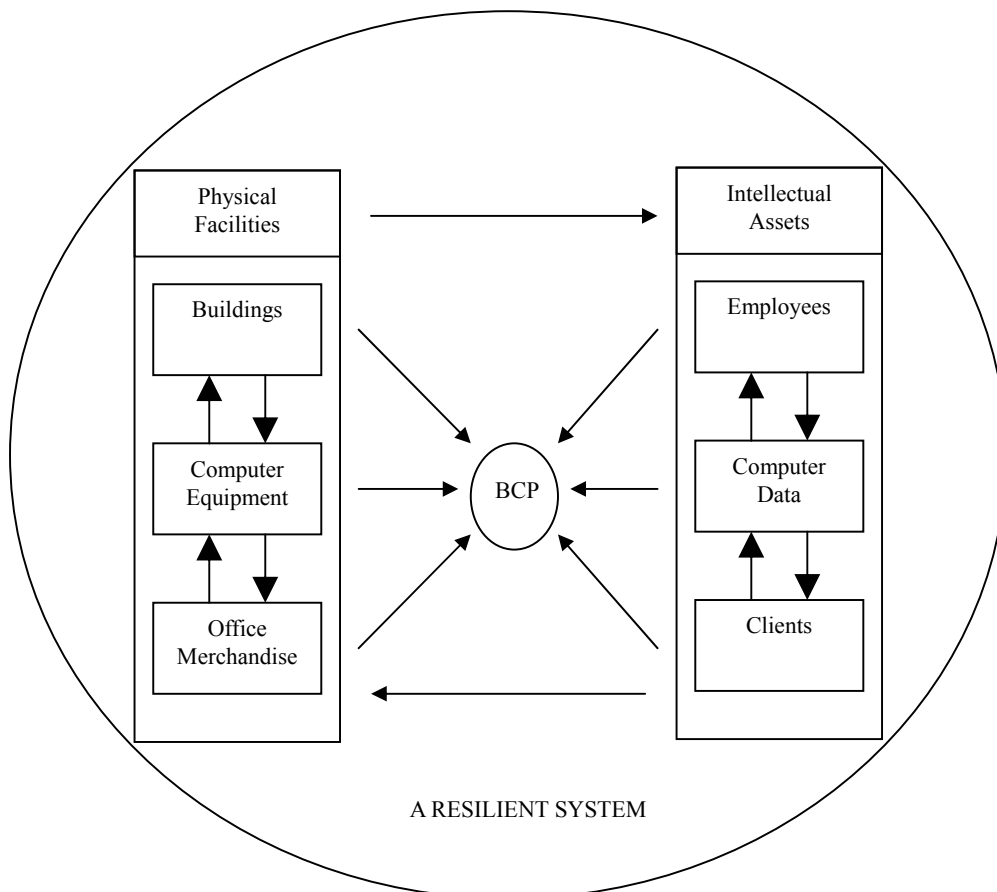 Physical
Facilities
Buildings
Computer
Equipment
Office
Merchandise
BCP
Intellectual
Assets
Employees
Computer
Data
Clients
A RESILIENT SYSTEM